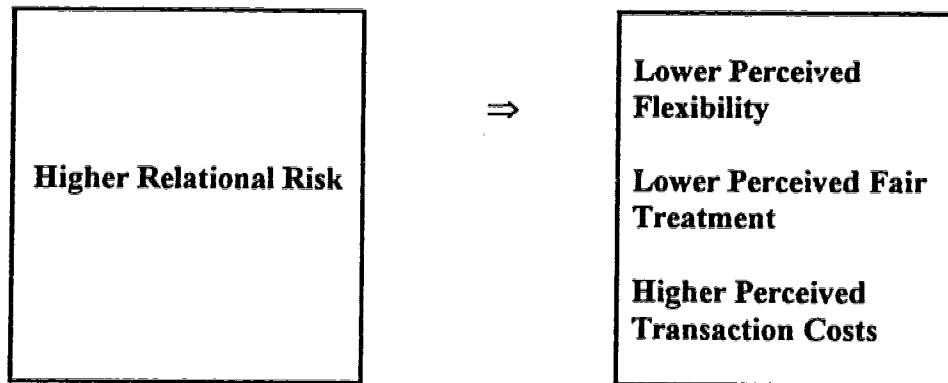 Higher Relational Risk
⇒
Lower Perceived
Flexibility
Lower Perceived Fair
Treatment
Higher Perceived
Transaction Costs